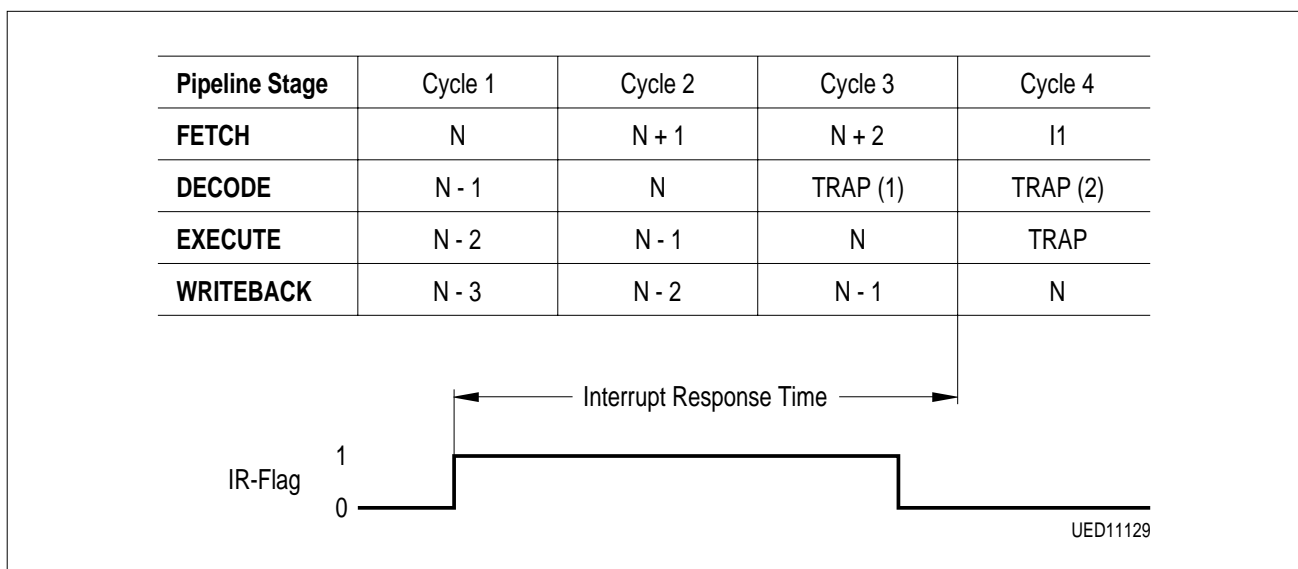 Pipeline Stage Cycle 1 Cycle 2 Cycle 3 Cycle 4
FETCH N N + 1 N + 2 I1
DECODE N - 1 N TRAP (1) TRAP (2)
EXECUTE N - 2 N - 1 N TRAP
WRITEBACK N - 3 N - 2 N - 1 N
Interrupt Response Time
1
IR-Flag
0
UED11129